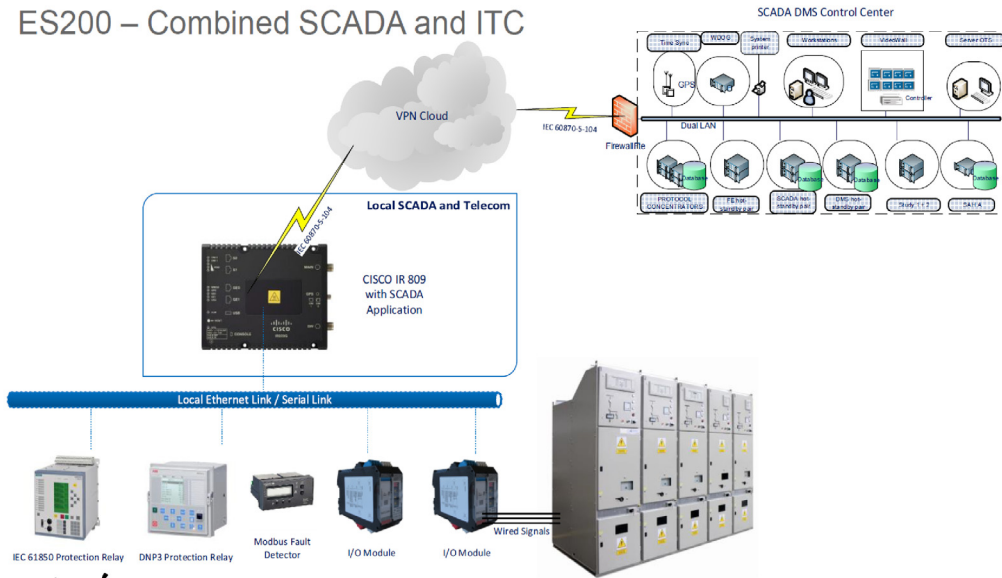 ES200 – Combined SCADA and ITC
SCADA DMS Control Center
Time Sync
WDOG
System
printer
Workstations
VideoWall
Server OTS
GPS
Controller
VPN Cloud
IEC 60870-5-104
Dual LAN
Database
Database
Database
Database
PROTOCOL
CONCENTRATORS
FE hot-
standby pair
SCADA hot-
standby pair
DMS hot-
standby pair
Study 1 + 2
Local SCADA and Telecom
IEC 60870-5-104
CISCO IR 809
with SCADA
Application
CISCO
Local Ethernet Link / Serial Link
Wired Signals
IEC 61850 Protection Relay
DNP3 Protection Relay
Modbus Fault
Detector
I/O Module
I/O Module